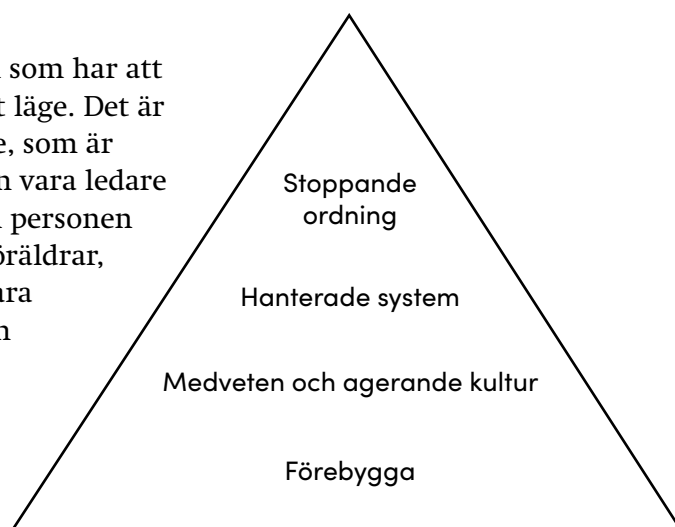 som har att
t läge. Det är
e, som är
n vara ledare
personen
öräldrar,
ara
n
Stoppande
ordning
Hanterade system
Medveten och agerande kultur
Förebygga